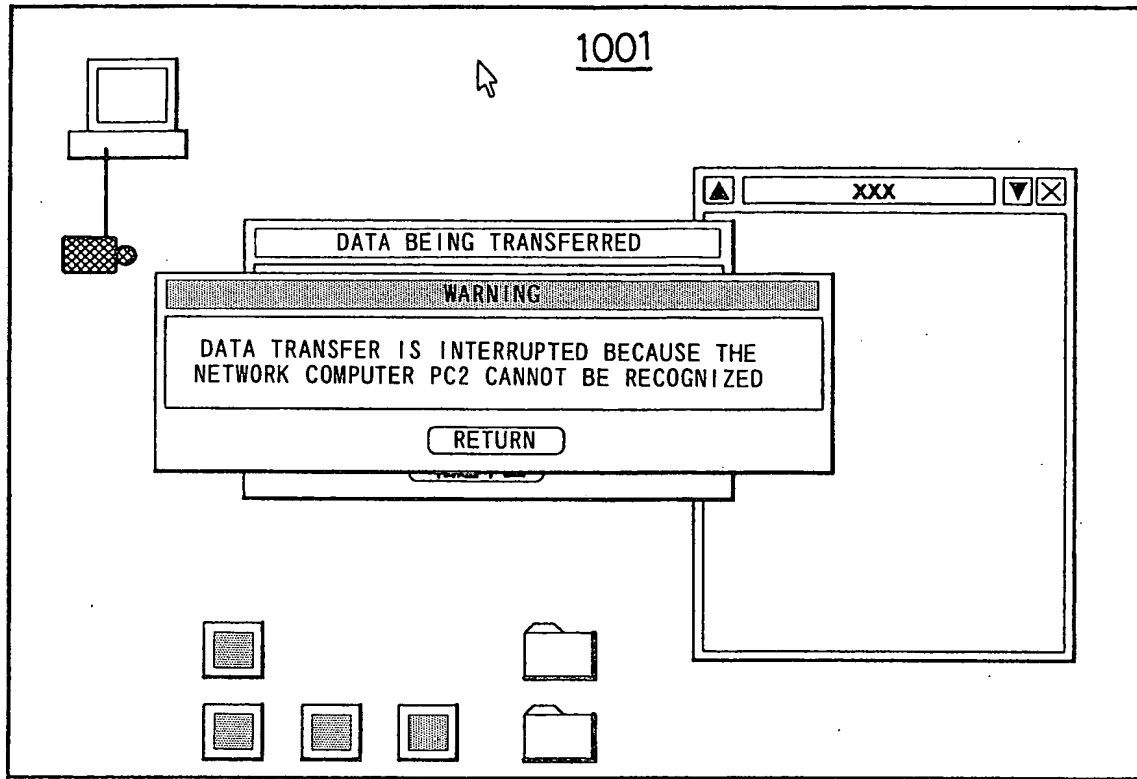 1001
XXX
DATA BEING TRANSFERRED
WARNING
DATA TRANSFER IS INTERRUPTED BECAUSE THE
NETWORK COMPUTER PC2 CANNOT BE RECOGNIZED
RETURN